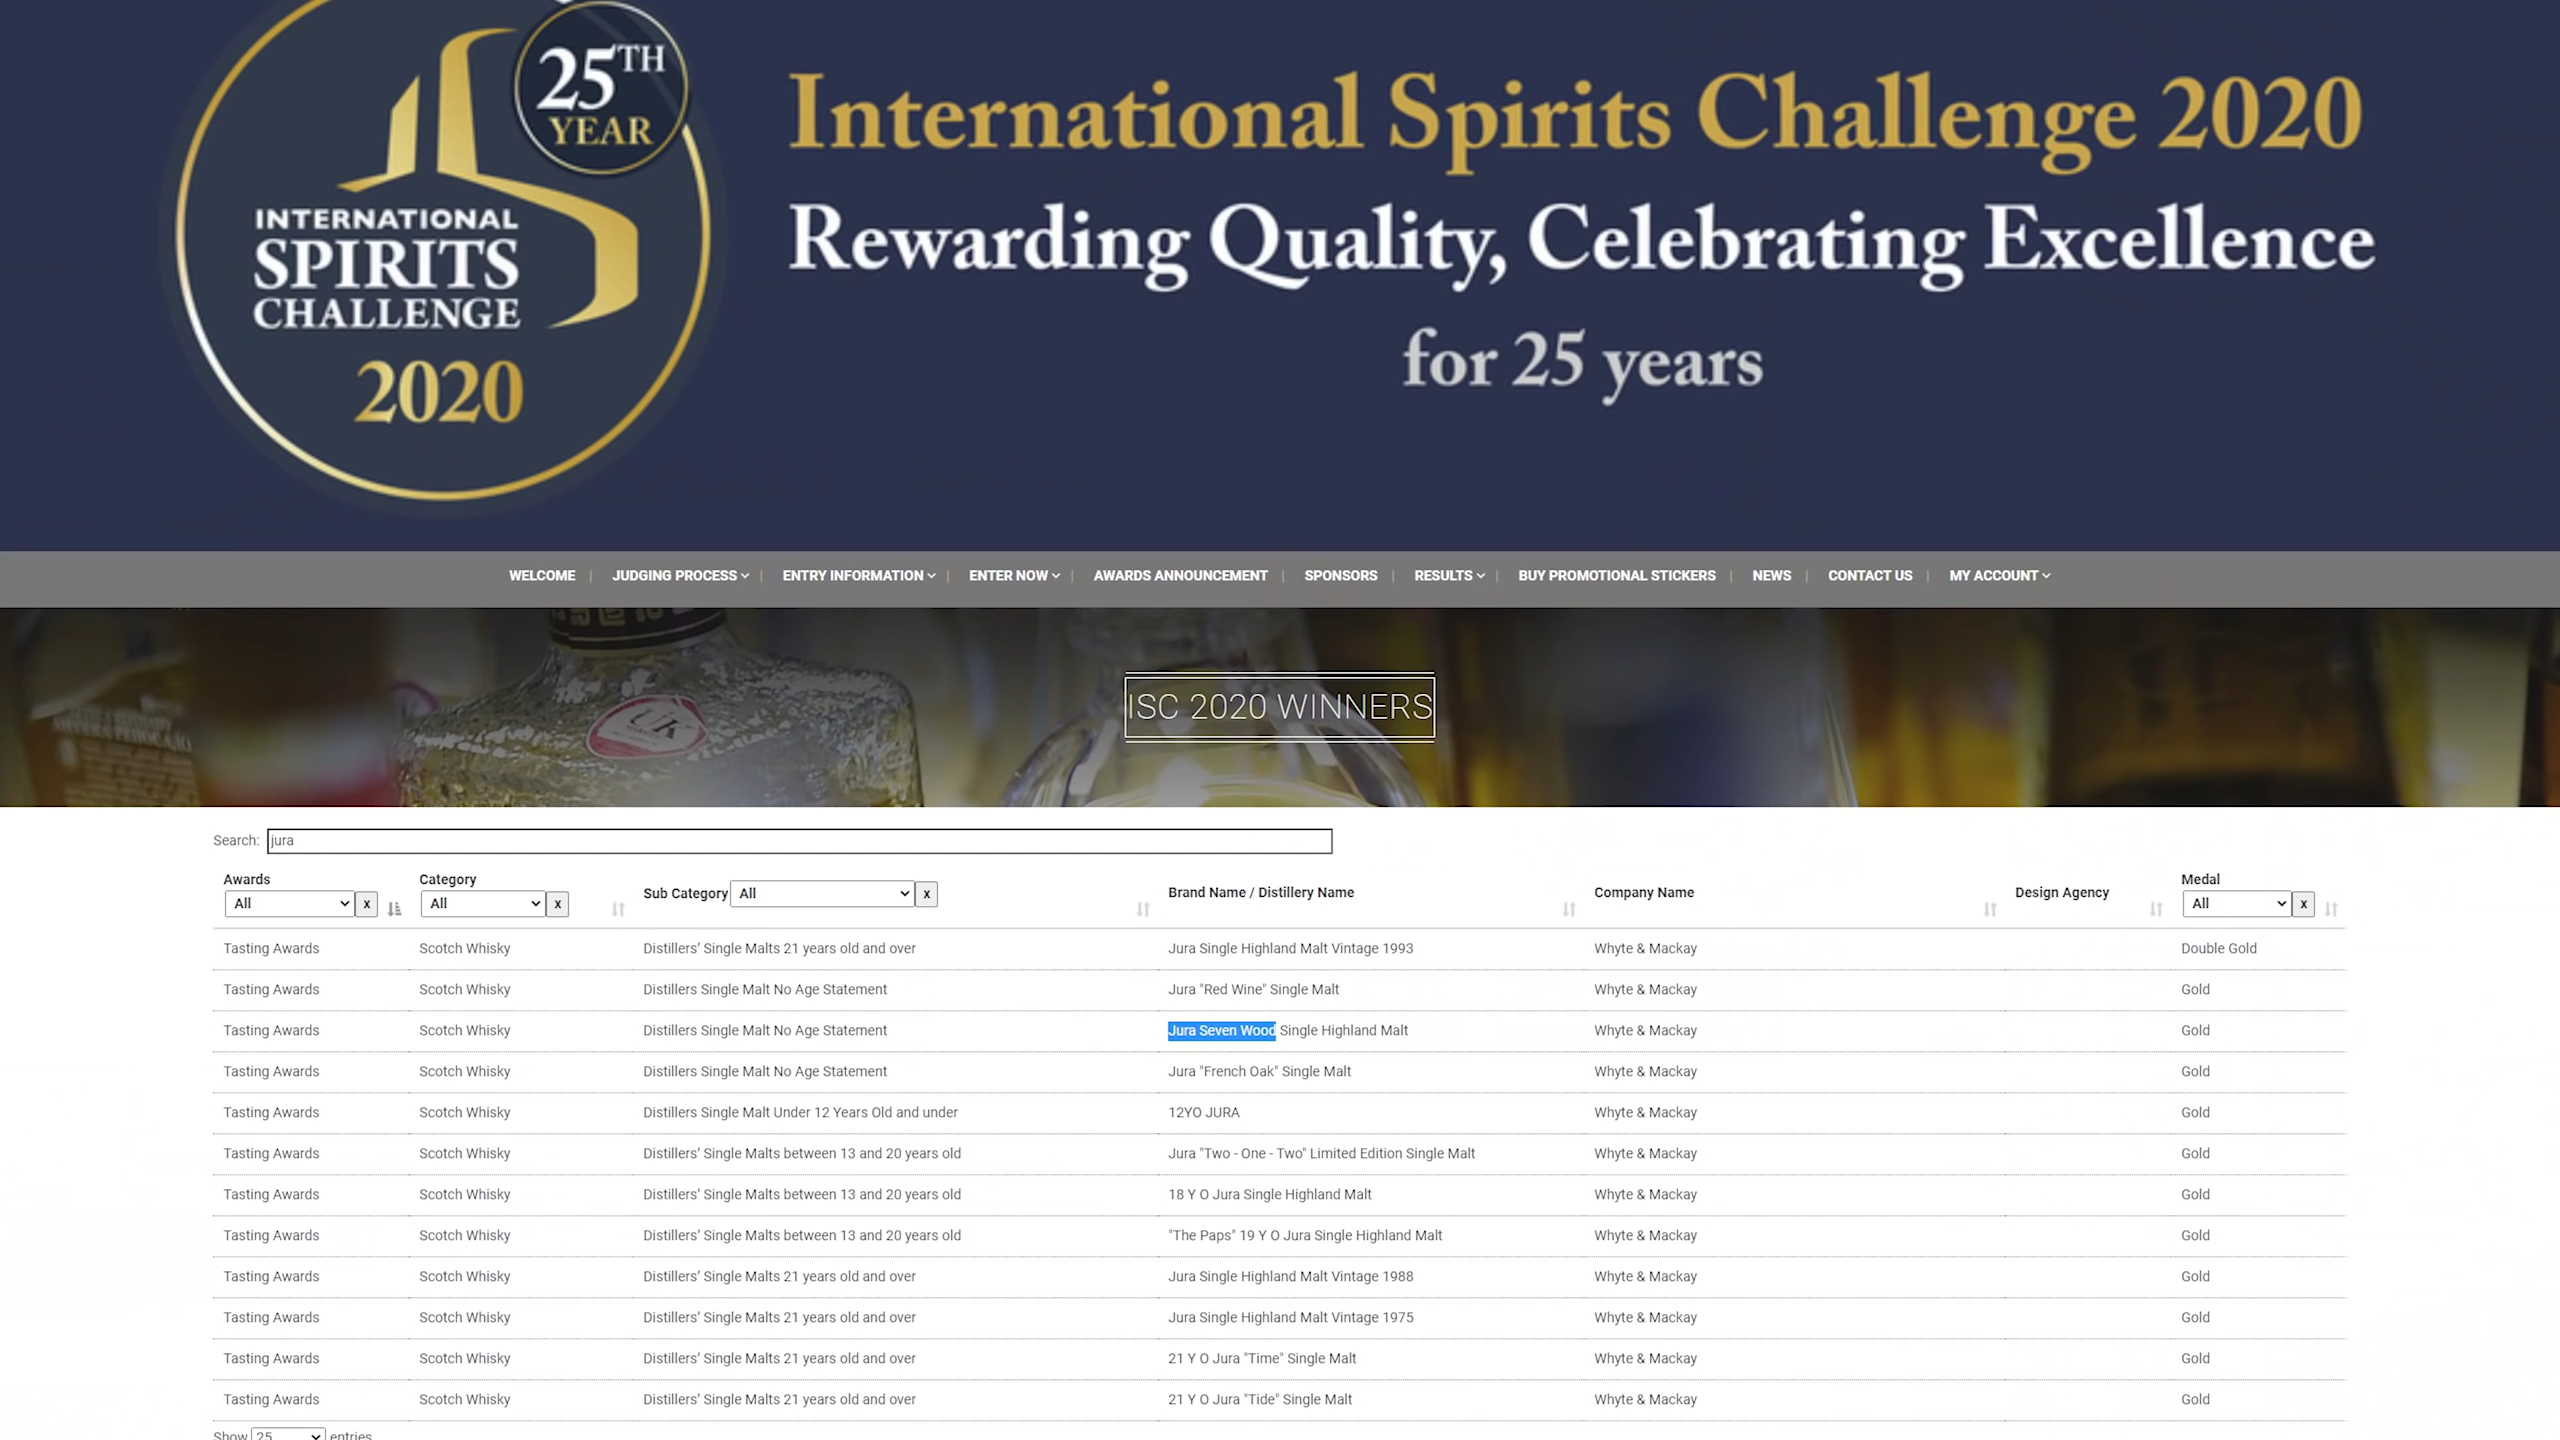 25TH
YEAR
INTERNATIONAL
SPIRITS
CHALLENGE
2020
International Spirits Challenge 2020
Rewarding Quality, Celebrating Excellence
for 25 years
WELCOME | JUDGING PROCESS | ENTRY INFORMATION | ENTER NOW | AWARDS ANNOUNCEMENT | SPONSORS | RESULTS | BUY PROMOTIONAL STICKERS | NEWS | CONTACT US | MY ACCOUNT
UK
ISC 2020 WINNERS
Search: jura
Awards All x Category All x Sub Category All x Brand Name / Distillery Name Company Name Design Agency Medal All x
Tasting Awards Scotch Whisky Distillers' Single Malts 21 years old and over Jura Single Highland Malt Vintage 1993 Whyte & Mackay Double Gold
Tasting Awards Scotch Whisky Distillers Single Malt No Age Statement Jura "Red Wine" Single Malt Whyte & Mackay Gold
Tasting Awards Scotch Whisky Distillers Single Malt No Age Statement Jura Seven Wood Single Highland Malt Whyte & Mackay Gold
Tasting Awards Scotch Whisky Distillers Single Malt No Age Statement Jura "French Oak" Single Malt Whyte & Mackay Gold
Tasting Awards Scotch Whisky Distillers Single Malt Under 12 Years Old and under 12YO JURA Whyte & Mackay Gold
Tasting Awards Scotch Whisky Distillers' Single Malts between 13 and 20 years old Jura "Two - One - Two" Limited Edition Single Malt Whyte & Mackay Gold
Tasting Awards Scotch Whisky Distillers' Single Malts between 13 and 20 years old 18 Y O Jura Single Highland Malt Whyte & Mackay Gold
Tasting Awards Scotch Whisky Distillers' Single Malts between 13 and 20 years old "The Paps" 19 Y O Jura Single Highland Malt Whyte & Mackay Gold
Tasting Awards Scotch Whisky Distillers' Single Malts 21 years old and over Jura Single Highland Malt Vintage 1988 Whyte & Mackay Gold
Tasting Awards Scotch Whisky Distillers' Single Malts 21 years old and over Jura Single Highland Malt Vintage 1975 Whyte & Mackay Gold
Tasting Awards Scotch Whisky Distillers' Single Malts 21 years old and over 21 Y O Jura "Time" Single Malt Whyte & Mackay Gold
Tasting Awards Scotch Whisky Distillers' Single Malts 21 years old and over 21 Y O Jura "Tide" Single Malt Whyte & Mackay Gold
Show 25 entries